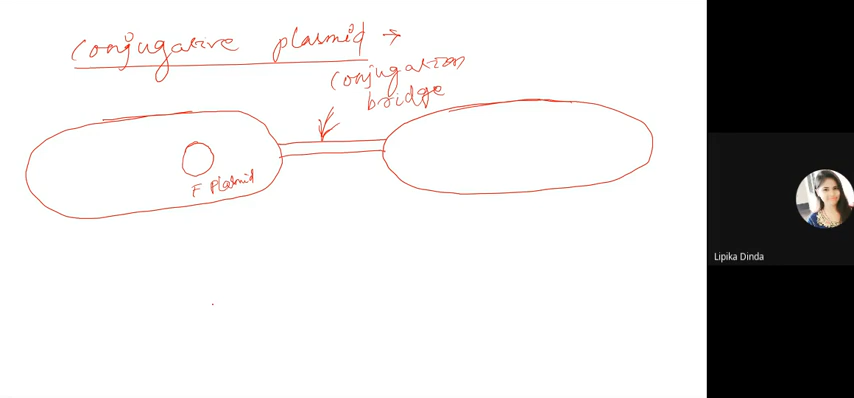 Conjugative plasmid →
Conjugation
bridge
F Plasmid
Lipika Dinda